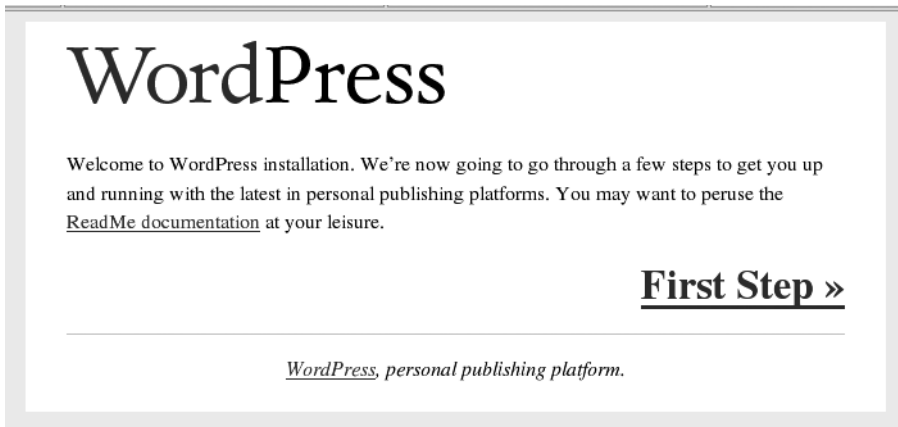 WordPress
Welcome to WordPress installation. We're now going to go through a few steps to get you up
and running with the latest in personal publishing platforms. You may want to peruse the
ReadMe documentation at your leisure.
First Step »
WordPress, personal publishing platform.